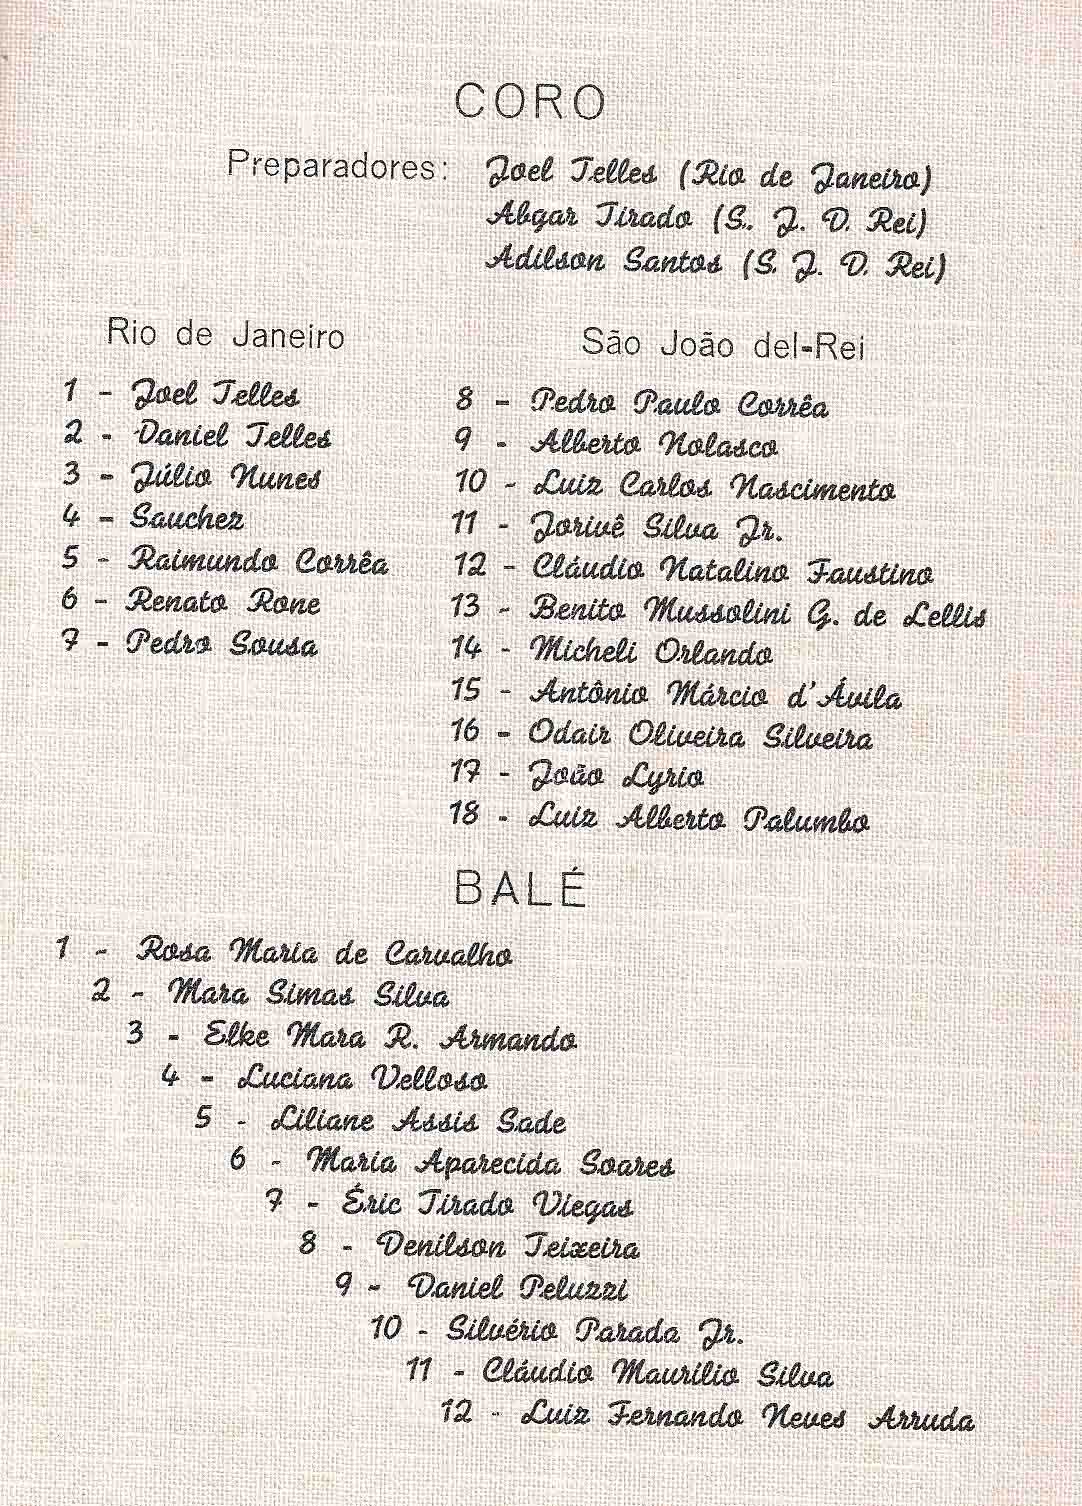 CORO
Preparadores: Joel Telles (Rio de Janeiro)
Abgar Tirado (S. J. D. Rei)
Adilson Santos (S. J. D. Rei)
Rio de Janeiro
1 - Joel Telles
2 - Daniel Telles
3 - Júlio Nunes
4 - Sauchez
5 - Raimundo Corrêa
6 - Renato Rone
7 - Pedro Sousa
São João del-Rei
8 - Pedro Paulo Corrêa
9 - Alberto Nolasco
10 - Luiz Carlos Nascimento
11 - Jorivê Silva Jr.
12 - Cláudio Natalino Faustino
13 - Benito Mussolini G. de Lellis
14 - Micheli Orlando
15 - Antônio Márcio d'Ávila
16 - Odair Oliveira Silveira
17 - João Lyrio
18 - Luiz Alberto Palumbo
BALÉ
1 - Rosa Maria de Carvalho
2 - Mara Simas Silva
3 - Elke Mara R. Armando
4 - Luciana Velloso
5 - Liliane Assis Sade
6 - Maria Aparecida Soares
7 - Éric Tirado Viegas
8 - Denilson Teixeira
9 - Daniel Peluzzi
10 - Silvério Parada Jr.
11 - Cláudio Maurílio Silva
12 - Luiz Fernando Neves Arruda